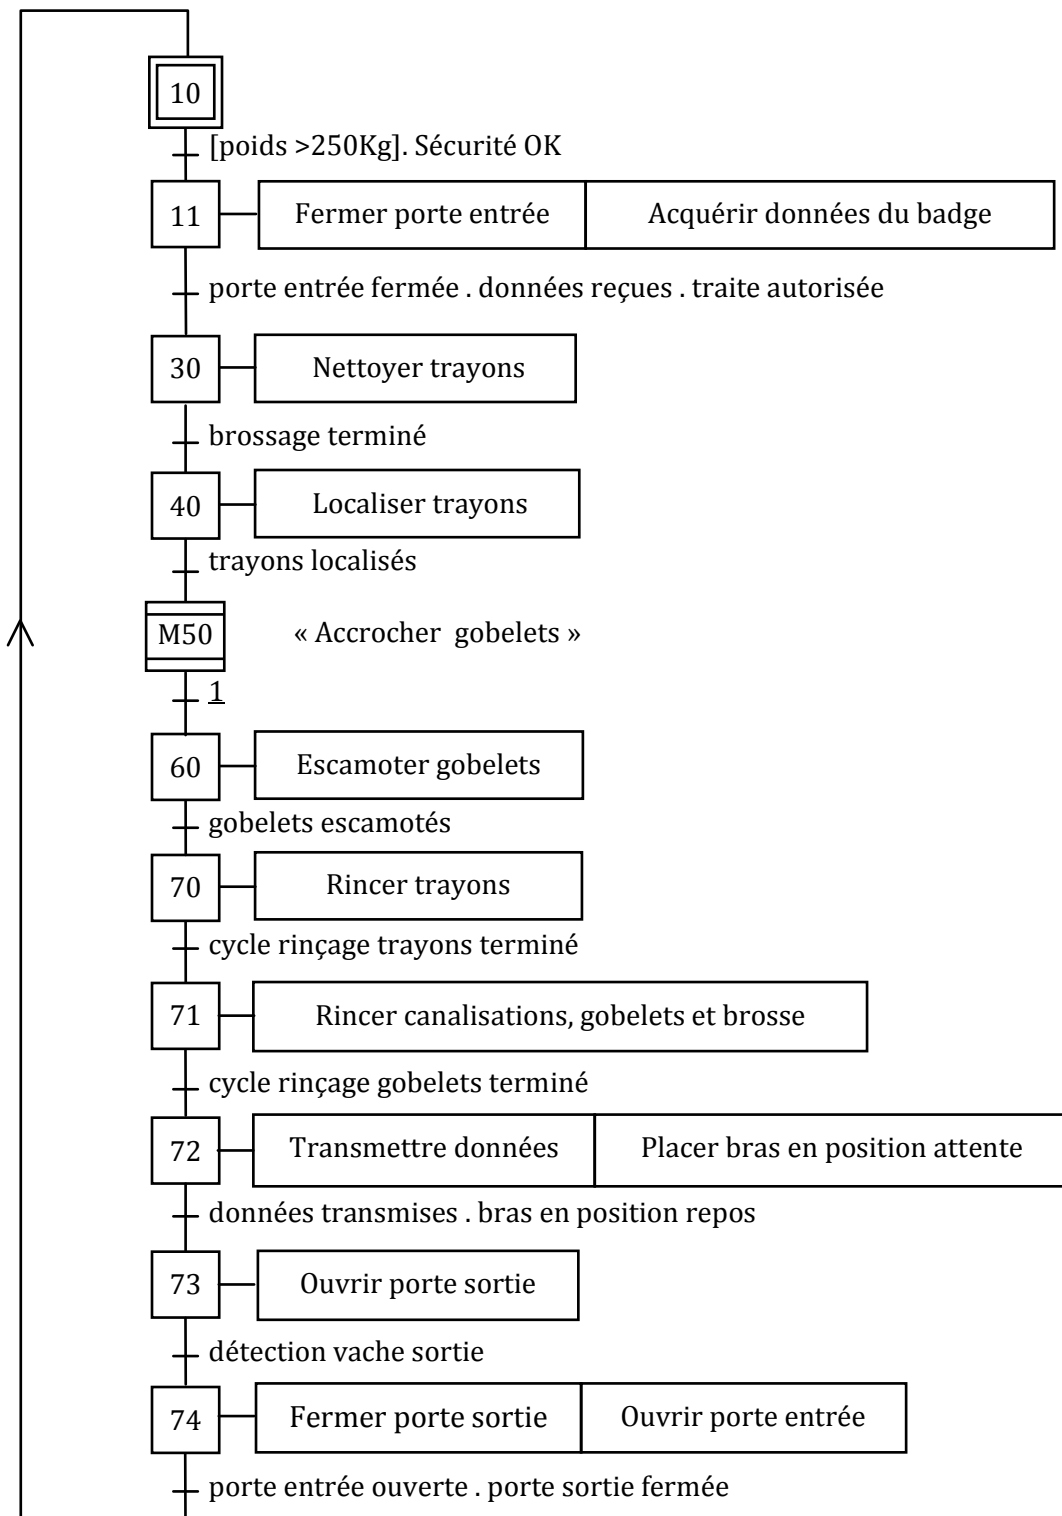 10
[poids >250Kg]. Sécurité OK
11 Fermer porte entrée Acquérir données du badge
porte entrée fermée . données reçues . traite autorisée
30 Nettoyer trayons
brossage terminé
40 Localiser trayons
trayons localisés
M50 « Accrocher gobelets »
1
60 Escamoter gobelets
gobelets escamotés
70 Rincer trayons
cycle rinçage trayons terminé
71 Rincer canalisations, gobelets et brosse
cycle rinçage gobelets terminé
72 Transmettre données Placer bras en position attente
données transmises . bras en position repos
73 Ouvrir porte sortie
détection vache sortie
74 Fermer porte sortie Ouvrir porte entrée
porte entrée ouverte . porte sortie fermée